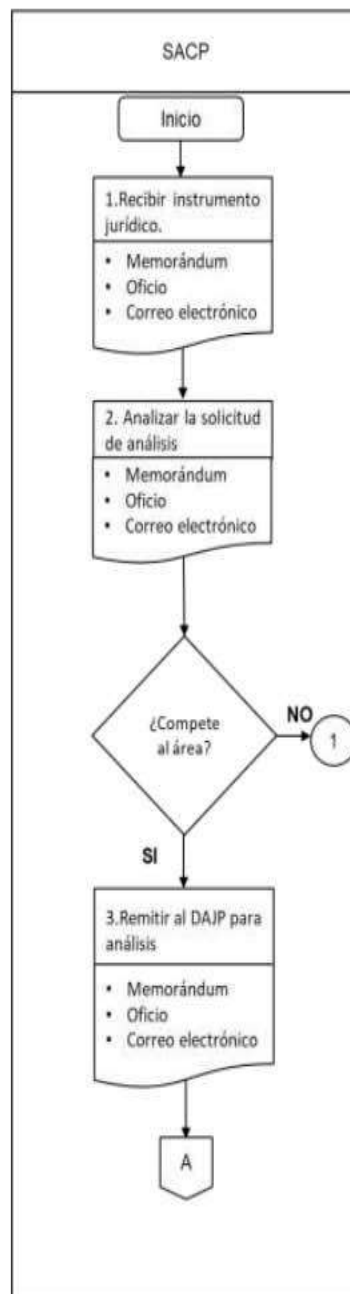 SACP
Inicio
1.Recibir instrumento
jurídico.
• Memorándum
• Oficio
• Correo electrónico
2. Analizar la solicitud
de análisis
• Memorándum
• Oficio
• Correo electrónico
¿Compete
al área?
NO
1
SI
3.Remitir al DAJP para
análisis
• Memorándum
• Oficio
• Correo electrónico
A